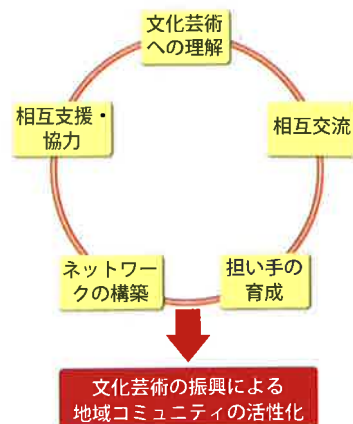 文化芸術
への理解
相互支援・
協力
相互交流
ネットワー
クの構築
担い手の
育成
文化芸術の振興による
地域コミュニティの活性化